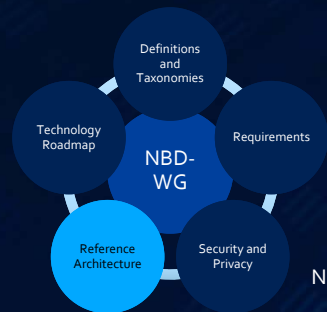 Definitions
and
Taxonomies
Technology
Roadmap
Requirements
NBD-
WG
Reference
Architecture
Security and
Privacy
N